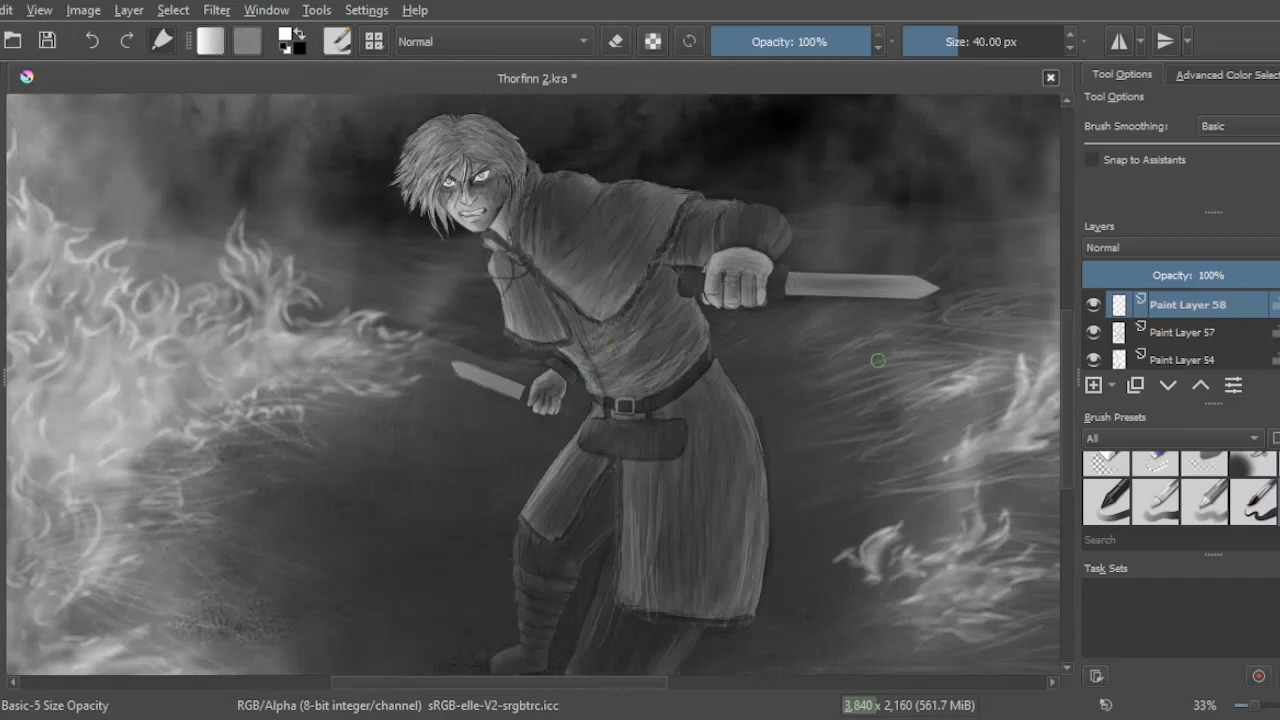 dit View Image Layer Select Filter Window Tools Settings Help
Normal Opacity: 100% Size: 40.00 px
Thorfinn 2.kra *
Tool Options Advanced Color Selec
Tool Options
Brush Smoothing: Basic
Snap to Assistants
Layers
Normal
Opacity: 100%
Paint Layer 58
Paint Layer 57
Paint Layer 54
Brush Presets
All
Search
Task Sets
Basic-5 Size Opacity RGB/Alpha (8-bit integer/channel) sRGB-elle-V2-srgbtrc.icc 3,840 x 2,160 (561.7 MiB) 33%